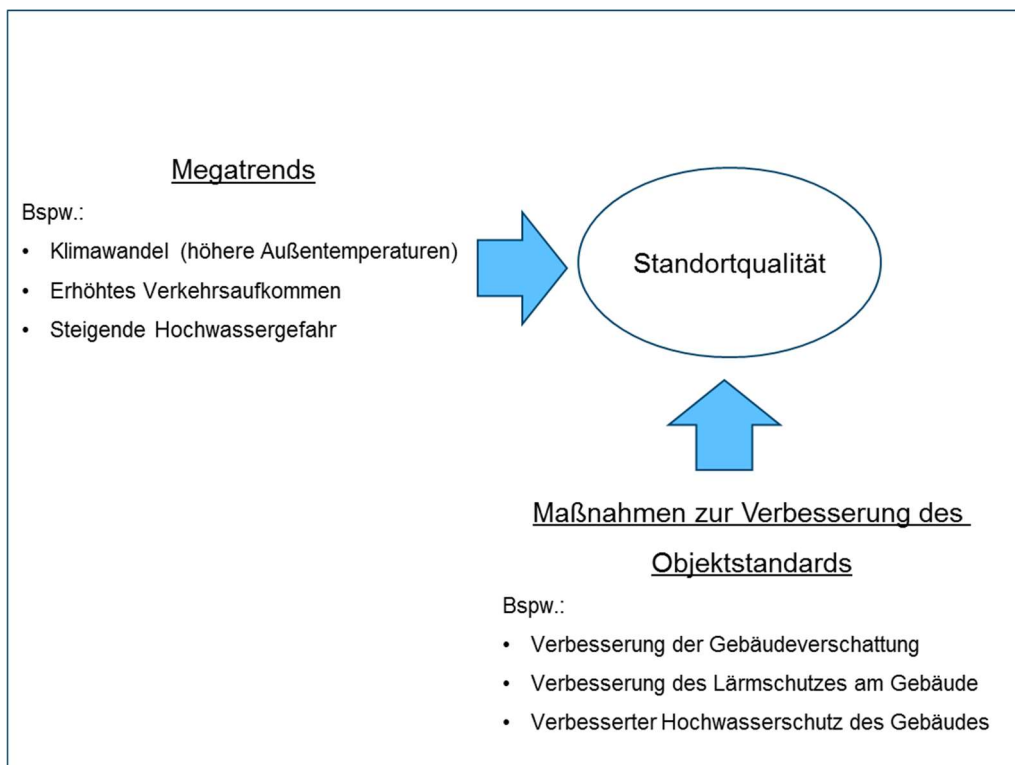 Megatrends
Bspw.:
• Klimawandel (höhere Außentemperaturen)
• Erhöhtes Verkehrsaufkommen
• Steigende Hochwassergefahr
Standortqualität
Maßnahmen zur Verbesserung des
Objektstandards
Bspw.:
• Verbesserung der Gebäudeverschattung
• Verbesserung des Lärmschutzes am Gebäude
• Verbesserter Hochwasserschutz des Gebäudes